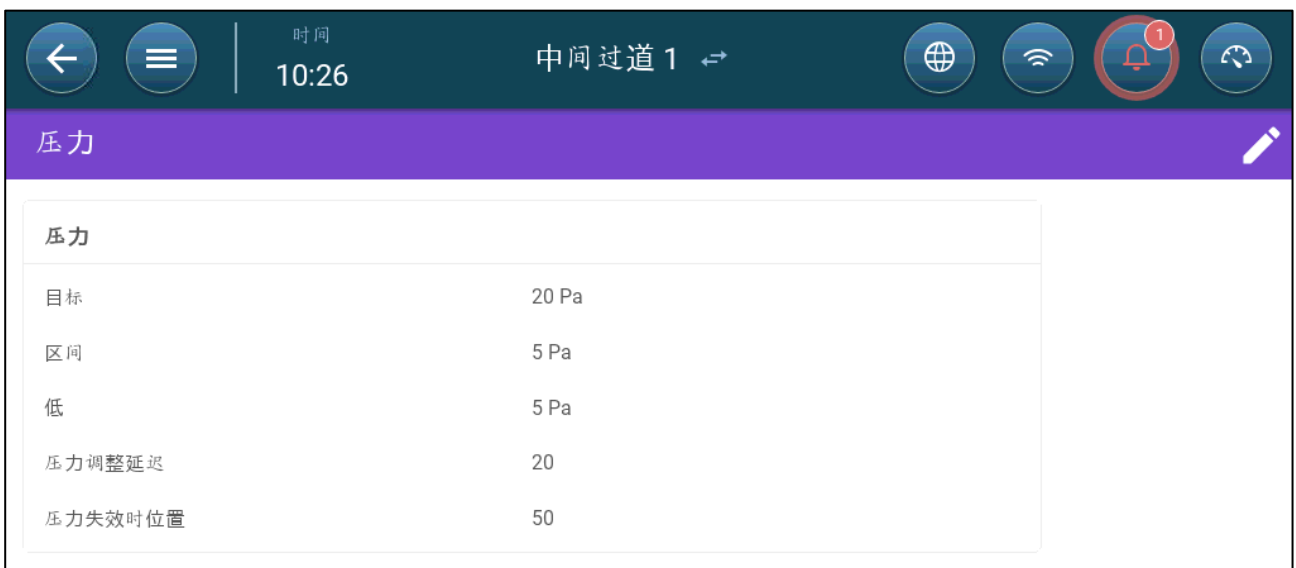 时间
10:26
中间过道 1
1
压力
压力
目标 20 Pa
区间 5 Pa
低 5 Pa
压力调整延迟 20
压力失效时位置 50